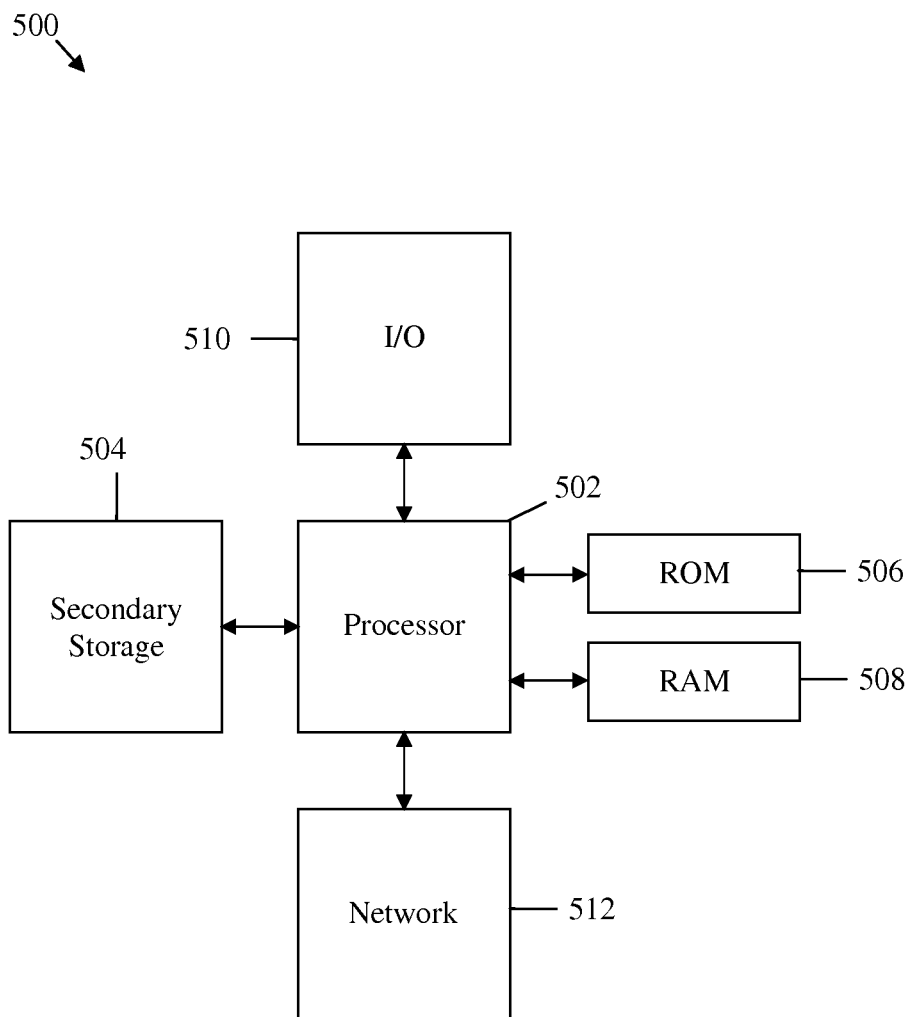 500
I/O
510
504
502
ROM
506
Secondary
Storage
Processor
RAM
508
Network
512